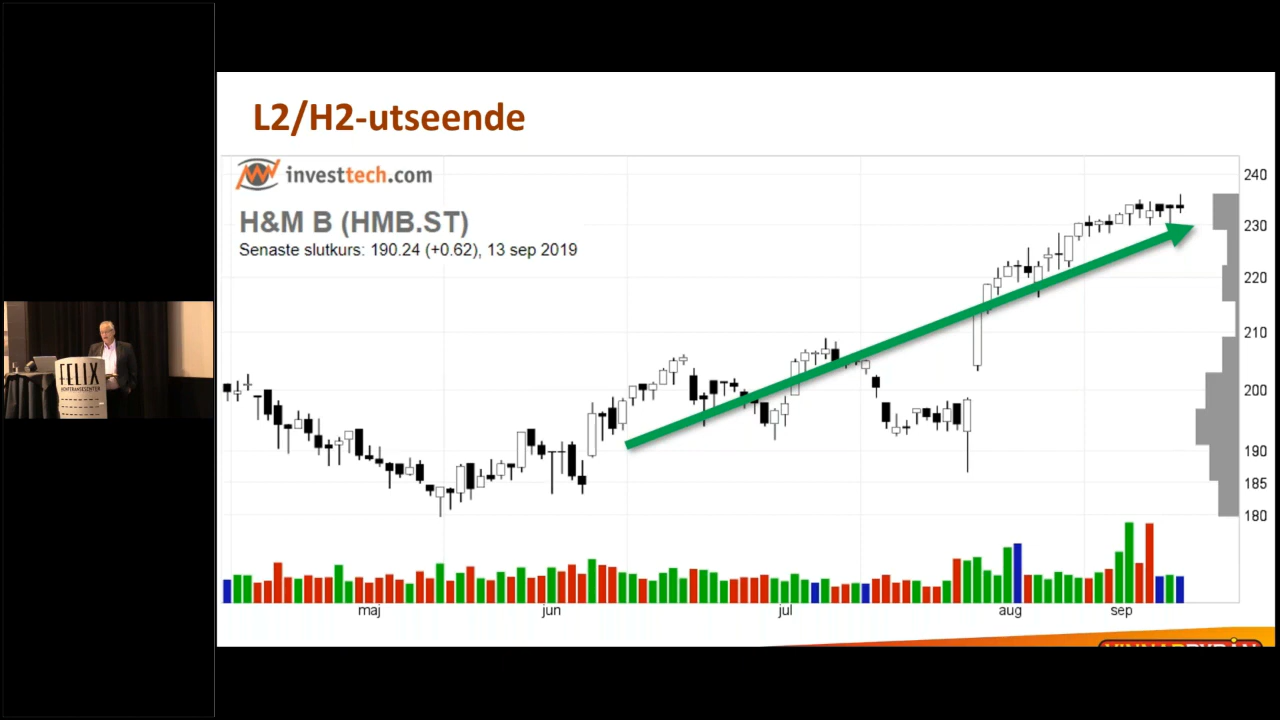 L2/H2-utseende
investtech.com
H&M B (HMB.ST)
Senaste slutkurs: 190.24 (+0.62), 13 sep 2019
240
230
220
210
200
190
185
180
maj
jun
jul
aug
sep
FELIX